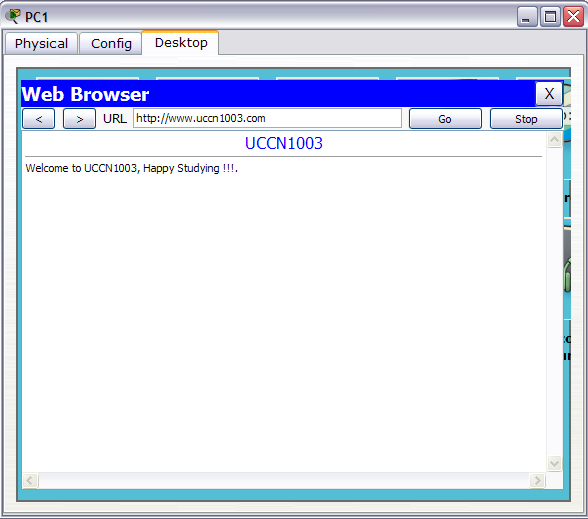 PC1
Physical Config Desktop
Web Browser X
< > URL http://www.uccn1003.com Go Stop
UCCN1003
Welcome to UCCN1003, Happy Studying !!!.